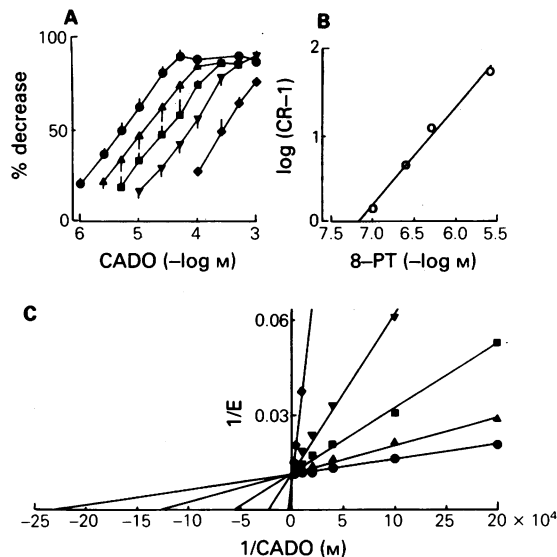 A
100
50
0
% decrease
6
5
4
3
CADO (–log M)
B
2
1
0
log (CR–1)
7.5
7.0
6.5
6.0
5.5
8–PT (–log M)
C
0.06
0.03
1/E
–25
–20
–15
–10
–5
0
5
10
15
20 × 10⁴
1/CADO (M)